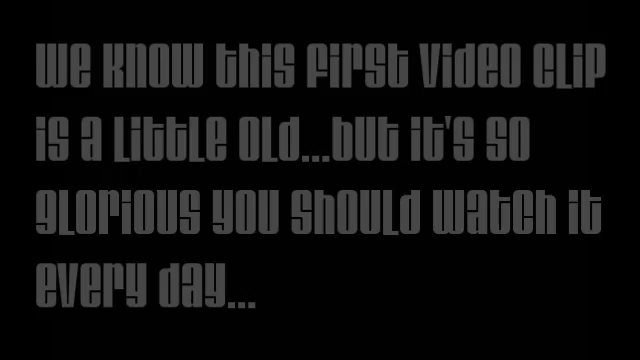 We know this first video clip
is a little old...but it's so
glorious you should watch it
every day...